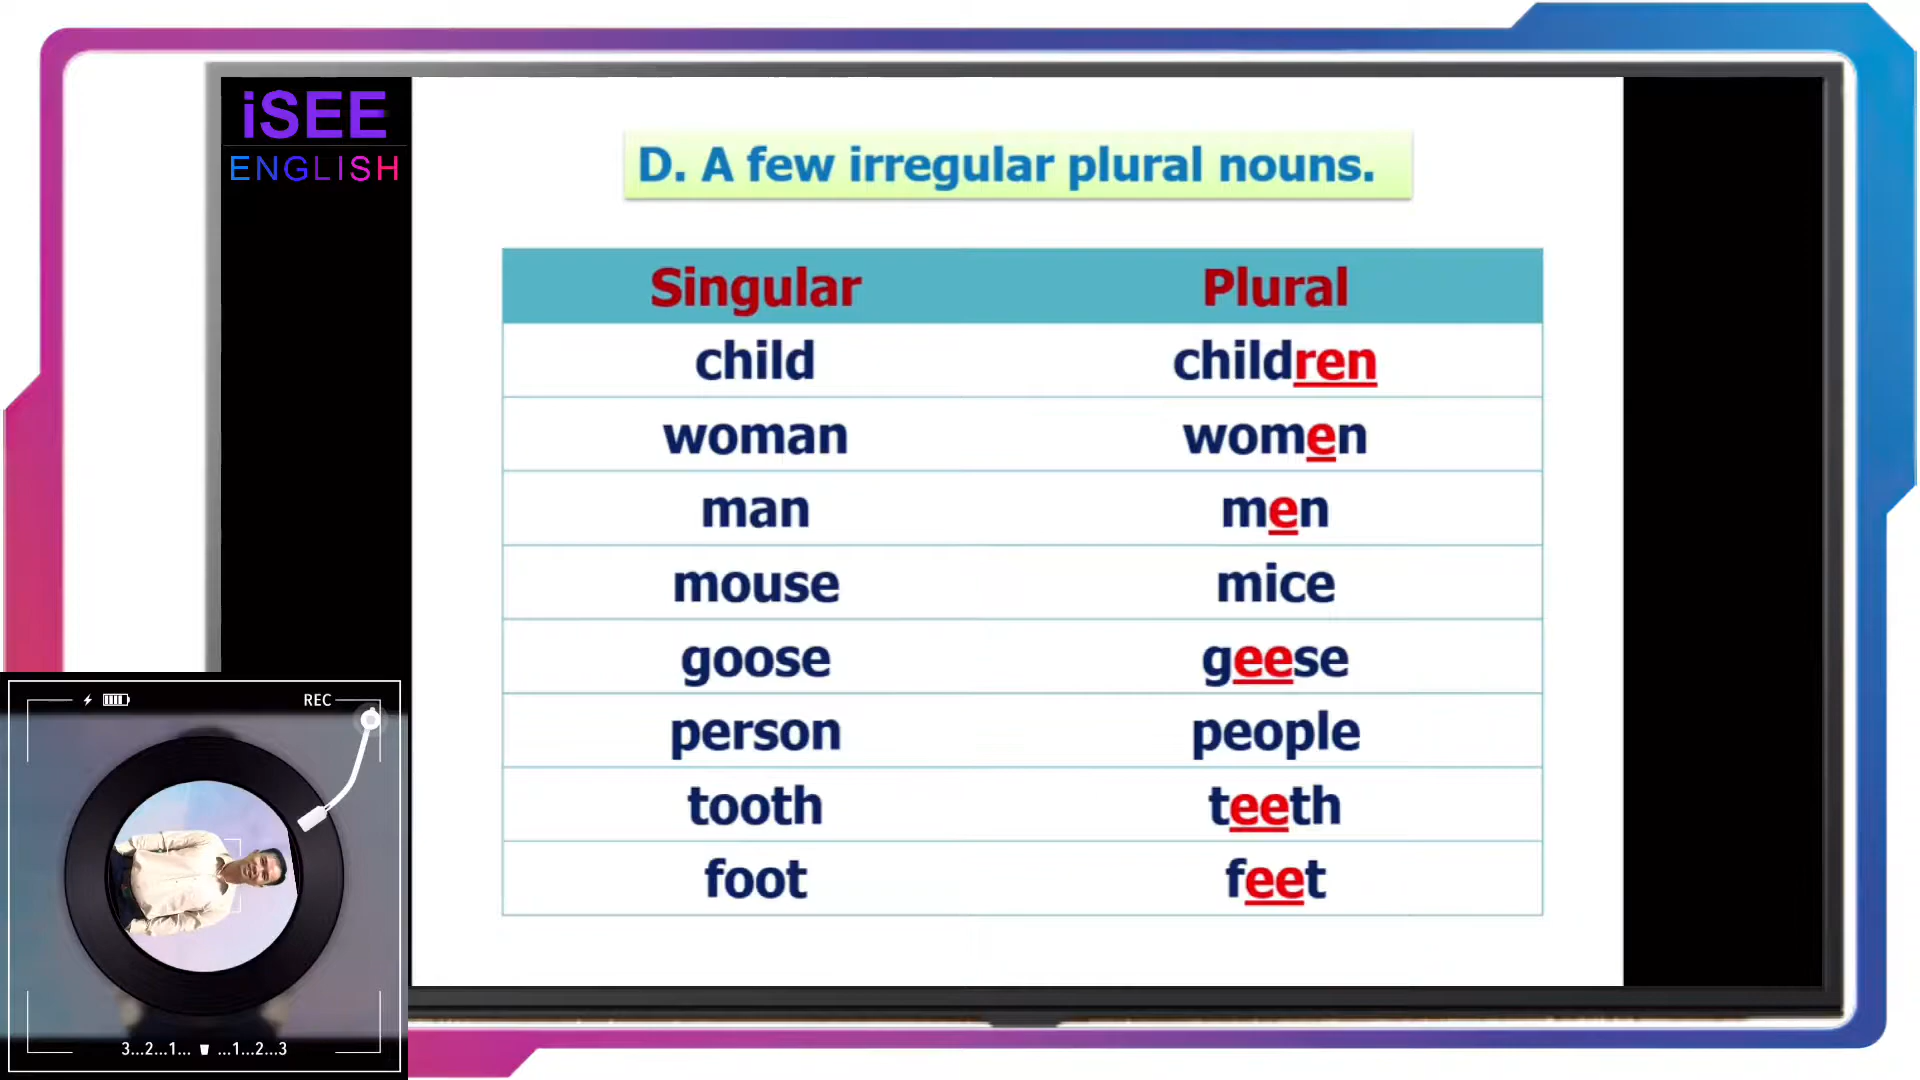 iSEE
ENGLISH
D. A few irregular plural nouns.
Singular Plural
child children
woman women
man men
mouse mice
goose geese
person people
tooth teeth
foot feet
REC
3...2...1... ...1...2...3